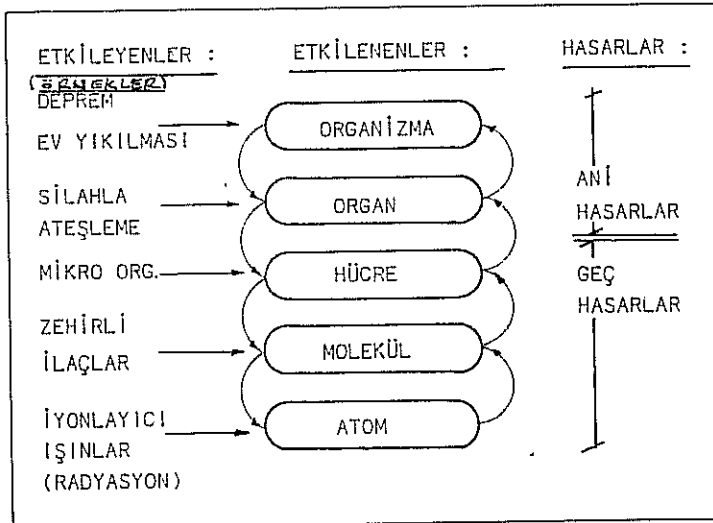 ETKİLEYENLER :
(ÖRNEKLER)
DEPREM
EV YIKILMASI
SİLAHLA
ATEŞLEME
MİKRO ORG.
ZEHİRLİ
İLAÇLAR
İYONLAYICI
IŞINLAR
(RADYASYON)
ETKİLENENLER :
ORGANİZMA
ORGAN
HÜCRE
MOLEKÜL
ATOM
HASARLAR :
ANİ
HASARLAR
GEÇ
HASARLAR